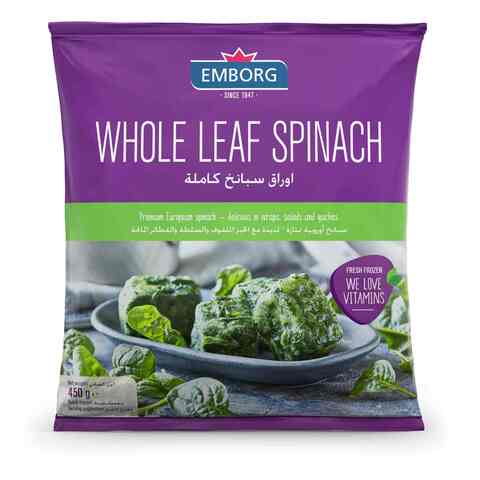 EMBORG
· SINCE 1947 ·
WHOLE LEAF SPINACH
اوراق سبانخ كاملة
Premium European spinach – delicious in wraps, salads and quiches.
FRESH FROZEN
WE LOVE
VITAMINS
450 g e